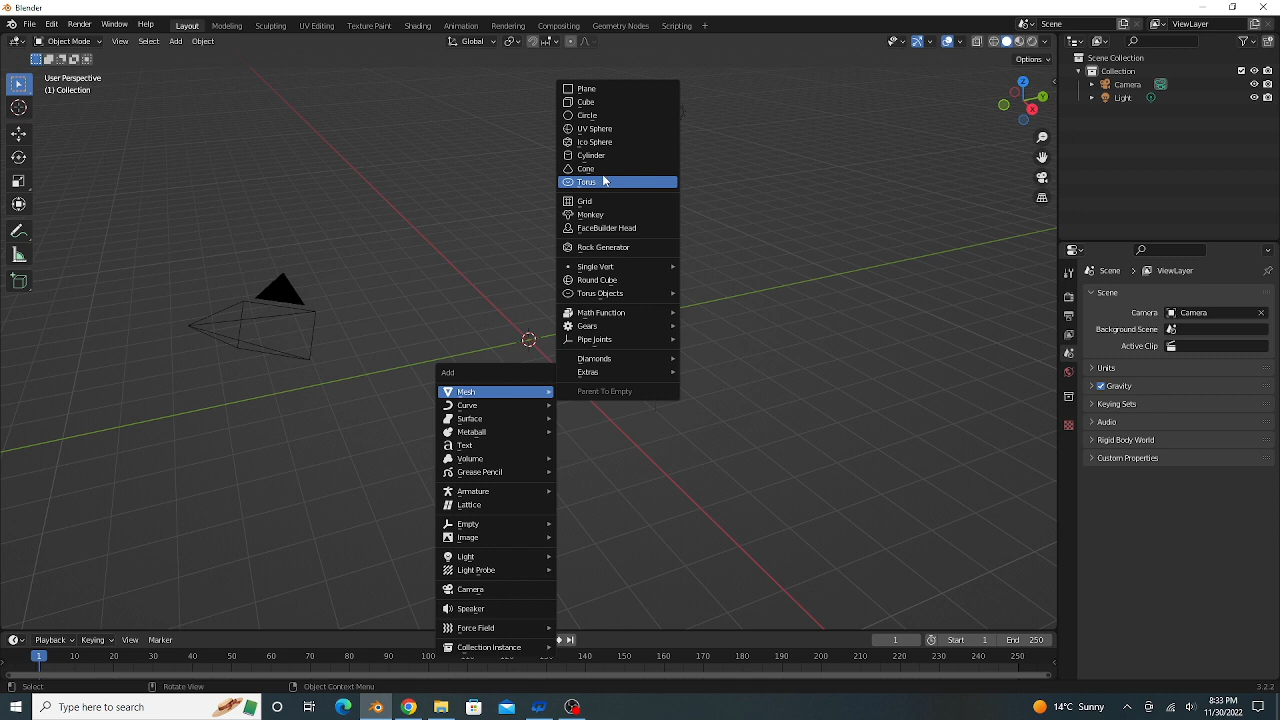 Blender
File Edit Render Window Help Layout Modeling Sculpting UV Editing Texture Paint Shading Animation Rendering Compositing Geometry Nodes Scripting + Scene ViewLayer
Object Mode View Select Add Object Global
Options
User Perspective
(1) Collection
Scene Collection
Collection
Camera
Light
Z
Y
X
Plane
Cube
Circle
UV Sphere
Ico Sphere
Cylinder
Cone
Torus
Grid
Monkey
FaceBuilder Head
Rock Generator
Single Vert
Round Cube
Torus Objects
Math Function
Gears
Pipe Joints
Diamonds
Extras
Parent To Empty
Add
Mesh
Curve
Surface
Metaball
Text
Volume
Grease Pencil
Armature
Lattice
Empty
Image
Light
Light Probe
Camera
Speaker
Force Field
Collection Instance
Scene > ViewLayer
Scene
Camera Camera
Background Scene
Active Clip
Units
Gravity
Keying Sets
Audio
Rigid Body World
Custom Properties
Playback Keying View Marker 1 Start 1 End 250
1 10 20 30 40 50 60 70 80 90 100 110 120 130 140 150 160 170 180 190 200 210 220 230 240 250
Select Rotate View Object Context Menu 3.2.2
Type here to search
14°C Sunny
8:33 PM
11/30/2022